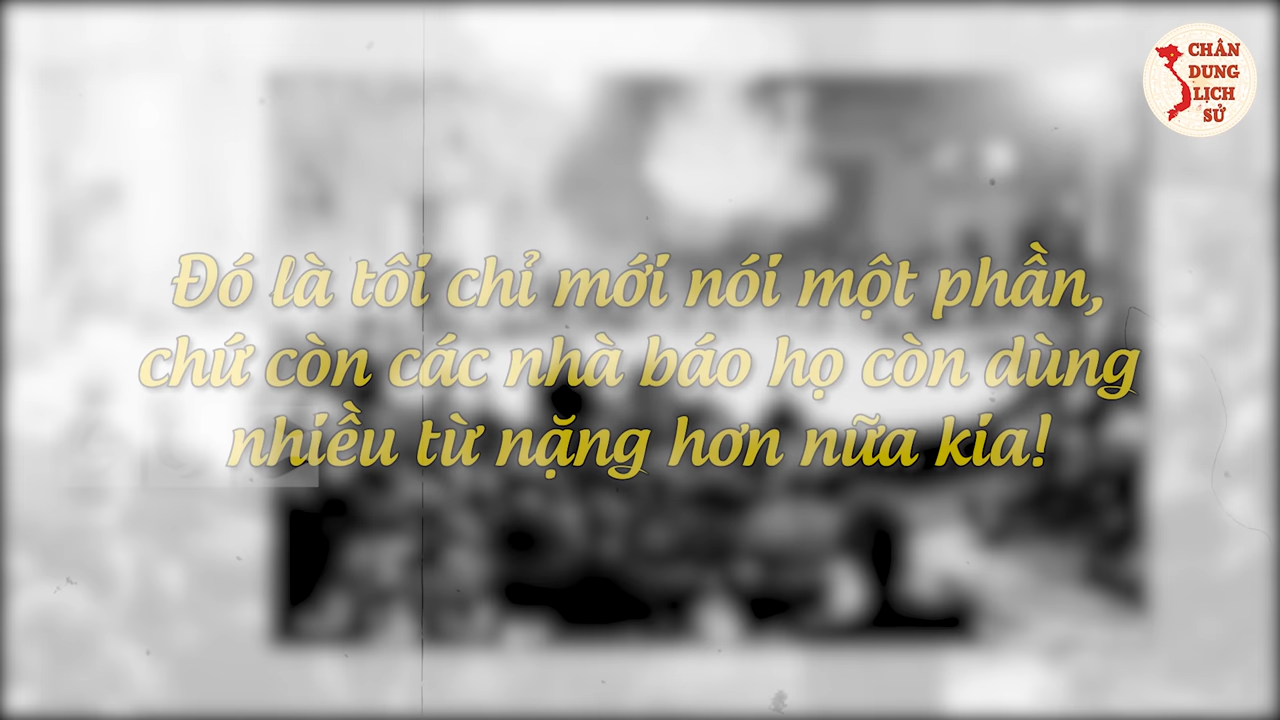 CHÂN
DUNG
LỊCH
SỬ
Đó là tôi chỉ mới nói một phần,
chứ còn các nhà báo họ còn dùng
nhiều từ nặng hơn nữa kia!